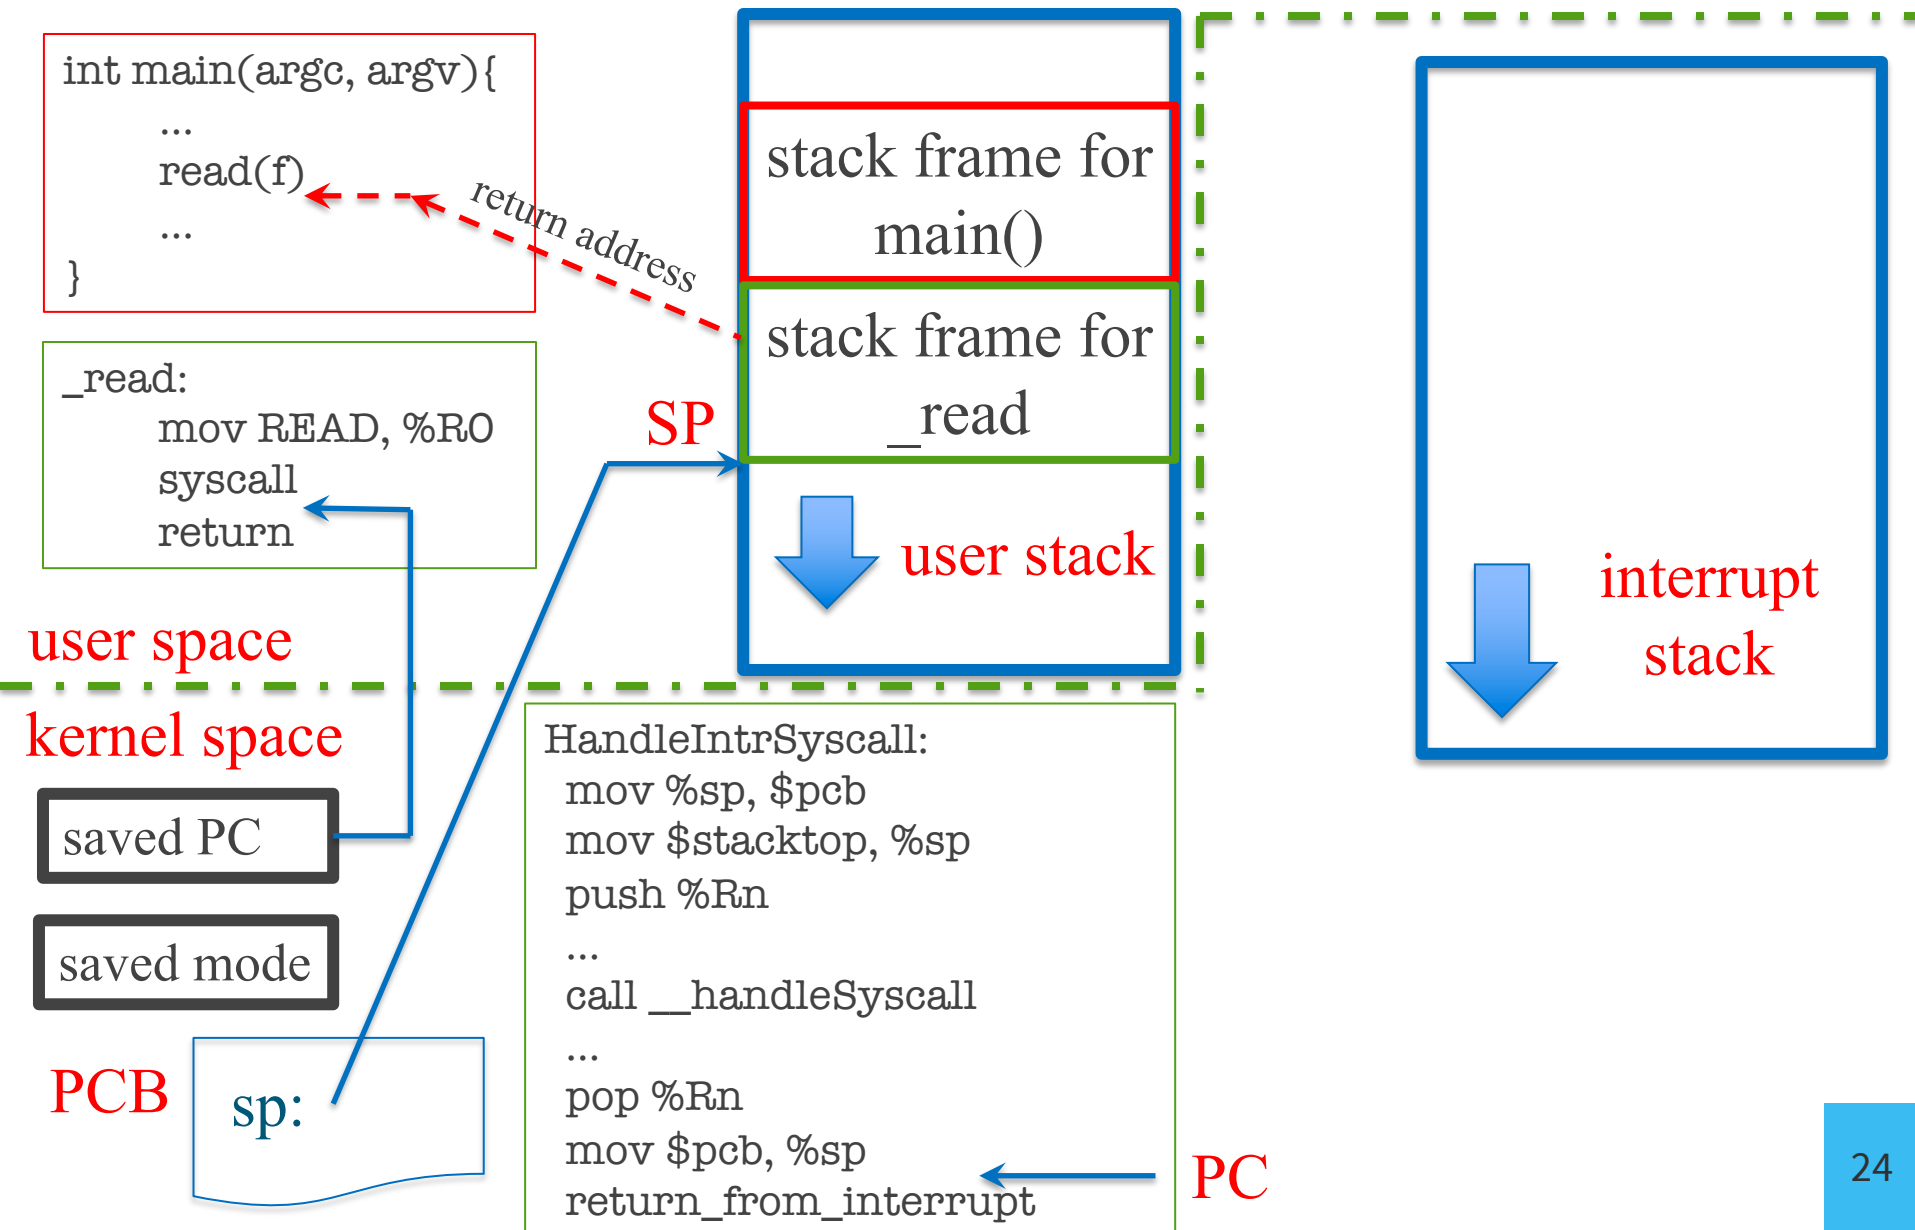 int main(argc, argv){
...
read(f)
...
}
return address
_read:
mov READ, %R0
syscall
return
user space
kernel space
saved PC
saved mode
PCB
sp:
SP
stack frame for
main()
stack frame for
_read
user stack
interrupt
stack
HandleIntrSyscall:
mov %sp, $pcb
mov $stacktop, %sp
push %Rn
...
call __handleSyscall
...
pop %Rn
mov $pcb, %sp
return_from_interrupt
PC
24